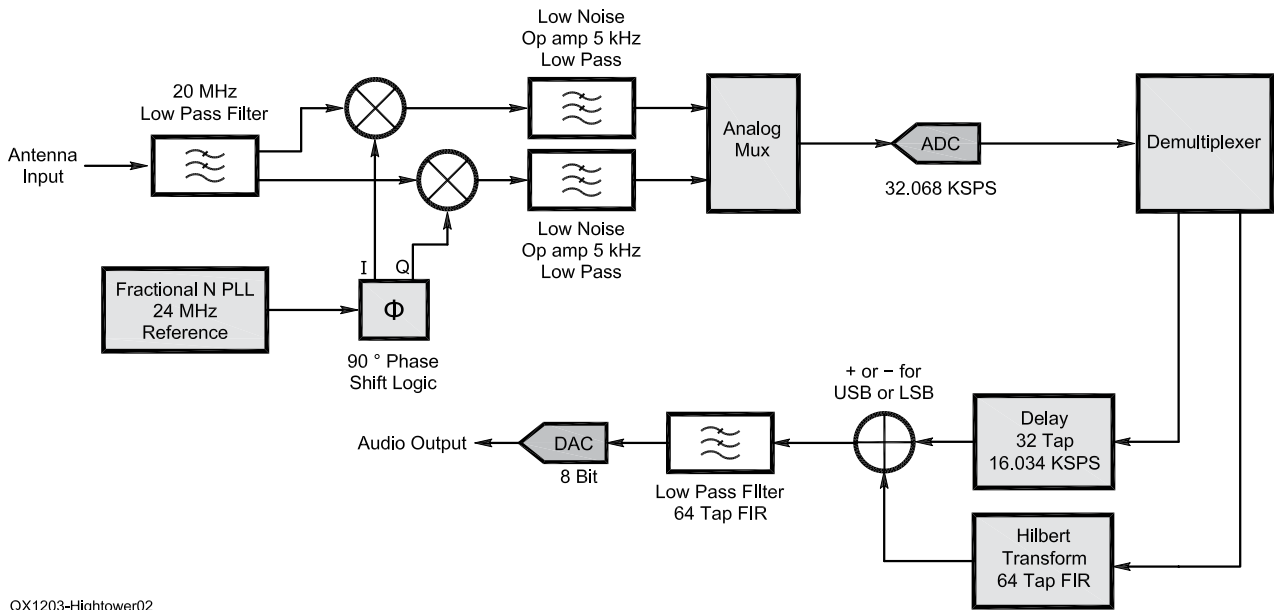 Low Noise
Op amp 5 kHz
Low Pass
20 MHz
Low Pass Filter
Antenna
Input
Analog
Mux
ADC
32.068 KSPS
Demultiplexer
Low Noise
Op amp 5 kHz
Low Pass
I
Q
Fractional N PLL
24 MHz
Reference
Φ
90 ° Phase
Shift Logic
+ or − for
USB or LSB
Delay
32 Tap
16.034 KSPS
Audio Output
DAC
8 Bit
Low Pass FIlter
64 Tap FIR
Hilbert
Transform
64 Tap FIR
QX1203-Hightower02